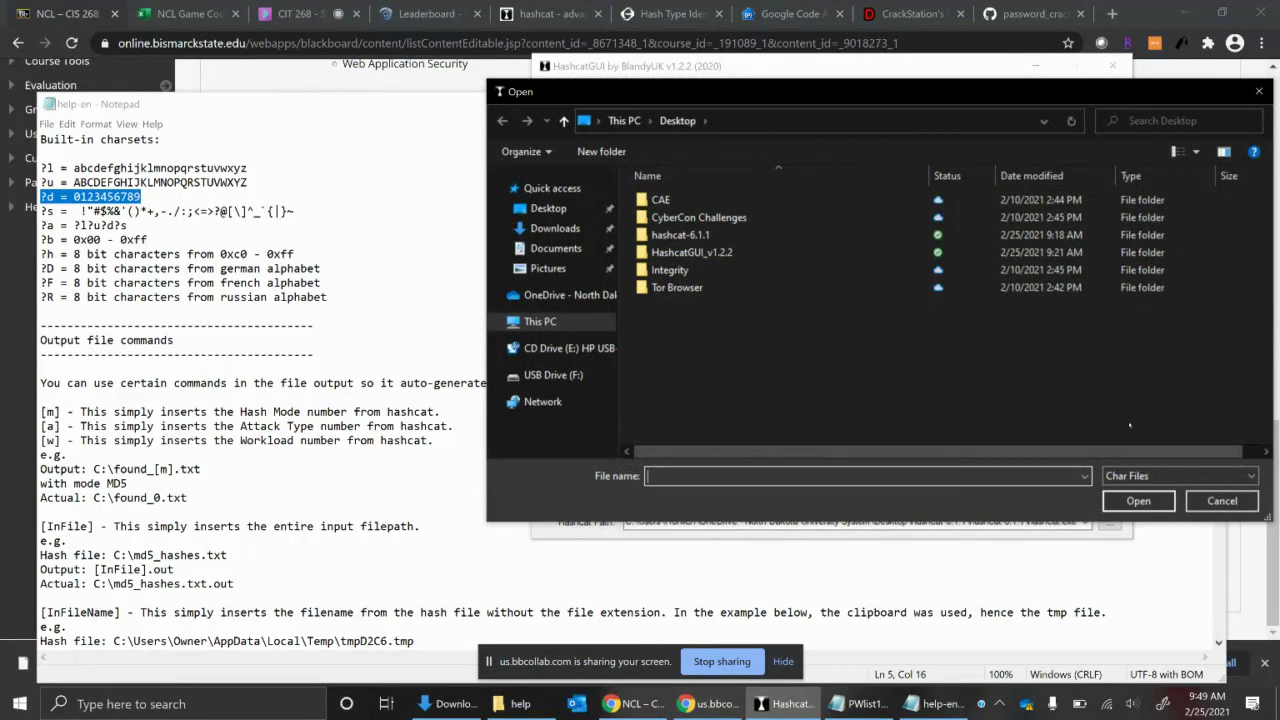 NCL – CIS 268
NCL Game Cou
CIT 268 - S
Leaderboard –
hashcat - advan
Hash Type Iden
Google Code A
CrackStation's
password_crac
online.bismarckstate.edu/webapps/blackboard/content/listContentEditable.jsp?content_id=_8671348_1&course_id=_191089_1&content_id=_9018273_1
Course Tools
Evaluation
Web Application Security
HashcatGUI by BlandyUK v1.2.2 (2020)
help-en - Notepad
File Edit Format View Help
Built-in charsets:
?l = abcdefghijklmnopqrstuvwxyz
?u = ABCDEFGHIJKLMNOPQRSTUVWXYZ
?d = 0123456789
?s =  !"#$%&'()*+,-./:;<=>?@[\]^_`{|}~
?a = ?l?u?d?s
?b = 0x00 - 0xff
?h = 8 bit characters from 0xc0 - 0xff
?D = 8 bit characters from german alphabet
?F = 8 bit characters from french alphabet
?R = 8 bit characters from russian alphabet
-----------------------------------------
Output file commands
-----------------------------------------
You can use certain commands in the file output so it auto-generate
[m] - This simply inserts the Hash Mode number from hashcat.
[a] - This simply inserts the Attack Type number from hashcat.
[w] - This simply inserts the Workload number from hashcat.
e.g.
Output: C:\found_[m].txt
with mode MD5
Actual: C:\found_0.txt
[InFile] - This simply inserts the entire input filepath.
e.g.
Hash file: C:\md5_hashes.txt
Output: [InFile].out
Actual: C:\md5_hashes.txt.out
[InFileName] - This simply inserts the filename from the hash file without the file extension. In the example below, the clipboard was used, hence the tmp file.
e.g.
Hash file: C:\Users\Owner\AppData\Local\Temp\tmpD2C6.tmp
Ln 5, Col 16
100%
Windows (CRLF)
UTF-8 with BOM
Open
This PC
Desktop
Search Desktop
Organize
New folder
Quick access
Desktop
Downloads
Documents
Pictures
OneDrive - North Dak
This PC
CD Drive (E:) HP USB-
USB Drive (F:)
Network
Name Status Date modified Type Size
CAE 2/10/2021 2:44 PM File folder
CyberCon Challenges 2/10/2021 2:45 PM File folder
hashcat-6.1.1 2/25/2021 9:18 AM File folder
HashcatGUI_v1.2.2 2/25/2021 9:21 AM File folder
Integrity 2/10/2021 2:45 PM File folder
Tor Browser 2/10/2021 2:42 PM File folder
File name:
Char Files
Open
Cancel
Hashcat Path:
us.bbcollab.com is sharing your screen.
Stop sharing
Hide
Type here to search
Downlo...
help
NCL – C...
us.bbco...
Hashcat...
PWlist1...
help-en...
9:49 AM
2/25/2021